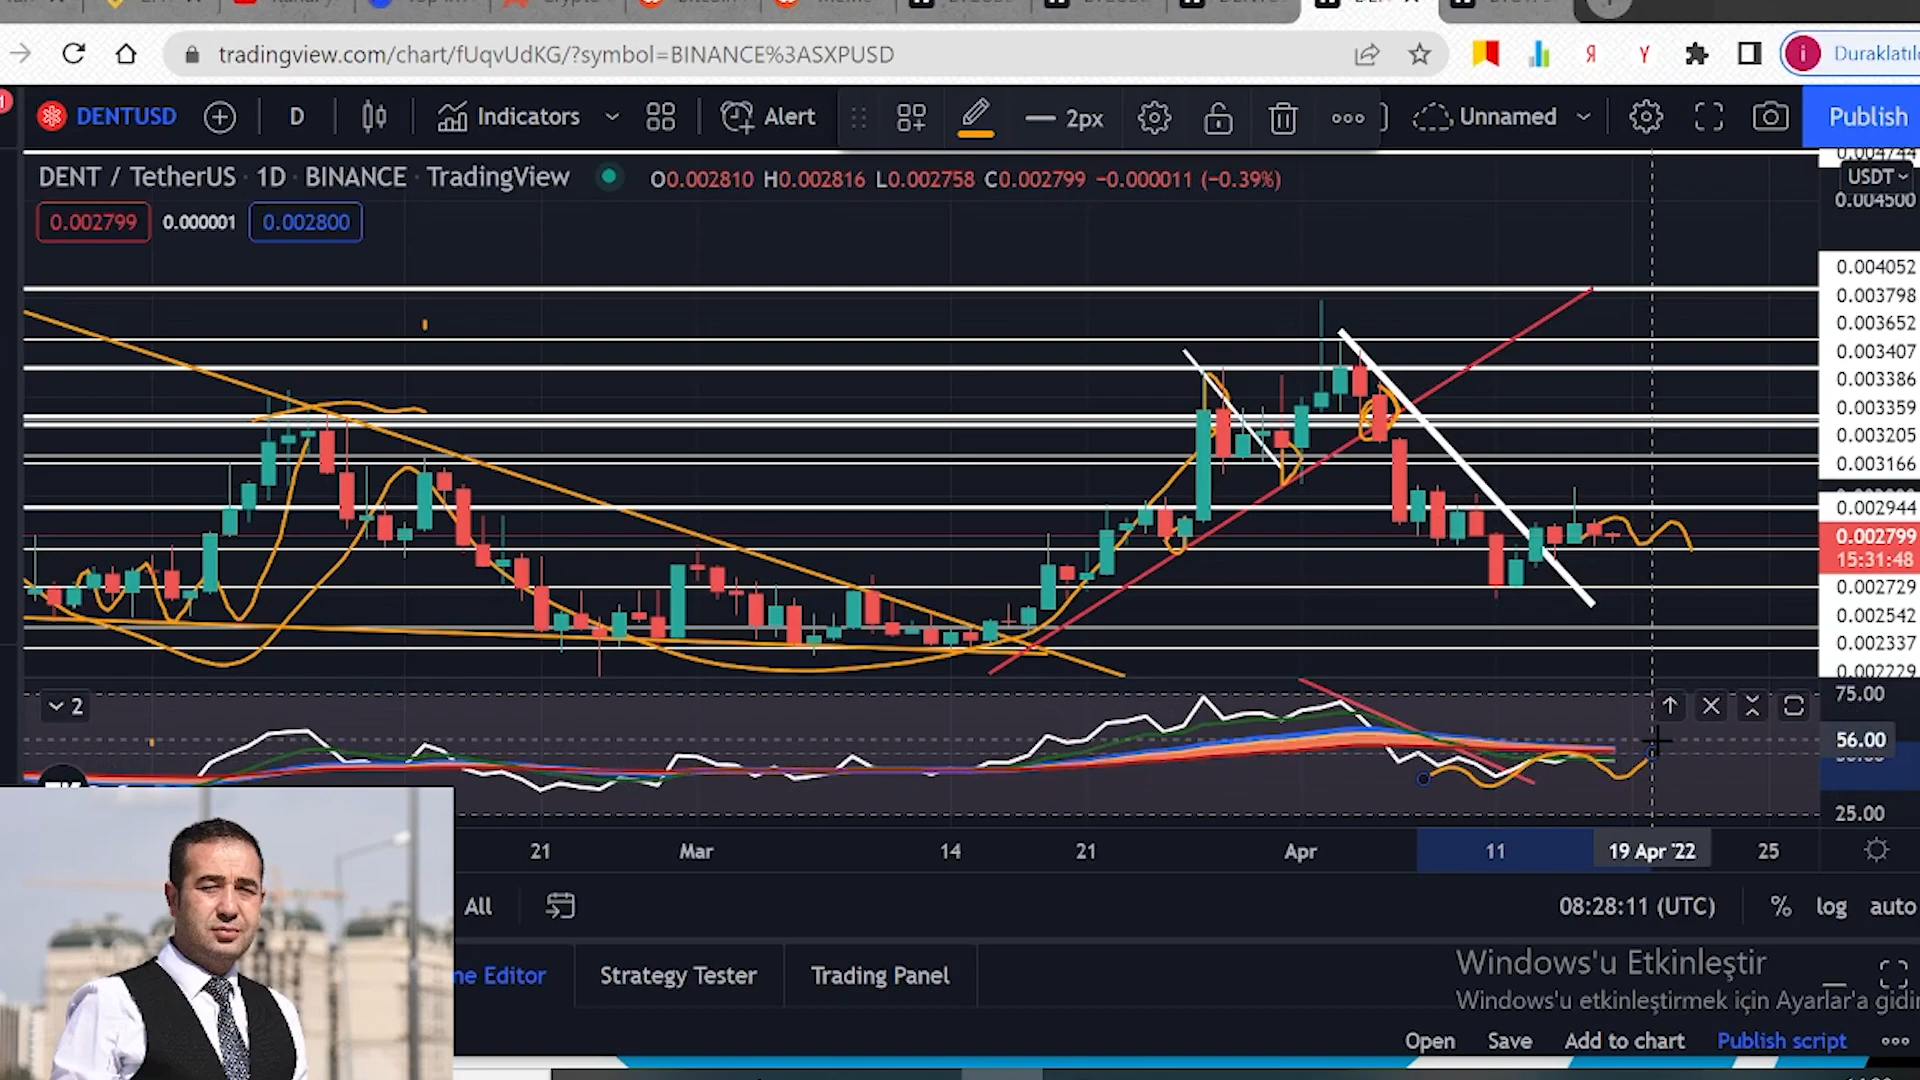 tradingview.com/chart/fUqvUdKG/?symbol=BINANCE%3ASXPUSD
Я
Y
i
DENTUSD
D
Indicators
Alert
2px
Unnamed
Publish
DENT / TetherUS · 1D · BINANCE · TradingView
O0.002810 H0.002816 L0.002758 C0.002799 −0.000011 (−0.39%)
0.002799
0.000001
0.002800
0.004744
USDT
0.004500
0.004052
0.003798
0.003652
0.003407
0.003386
0.003359
0.003205
0.003166
0.002944
0.002799
15:31:48
0.002729
0.002542
0.002337
0.002229
2
75.00
56.00
25.00
21
Mar
14
21
Apr
11
19 Apr '22
25
All
08:28:11 (UTC)
%
log
auto
Editor
Strategy Tester
Trading Panel
Windows'u Etkinleştir
Windows'u etkinleştirmek için Ayarlar'a
Open
Save
Add to chart
Publish script